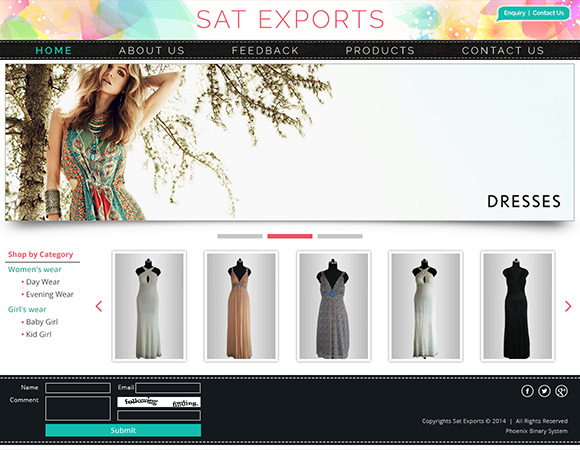 SAT EXPORTS
Enquiry | Contact Us
HOME ABOUT US FEEDBACK PRODUCTS CONTACT US
DRESSES
Shop by Category
Women's wear
• Day Wear
• Evening Wear
Girl's wear
• Baby Girl
• Kid Girl
Name
Email
Comment
following finding.
Submit
Copyrights Sat Exports © 2014 | All Rights Reserved
Phoenix Binary System